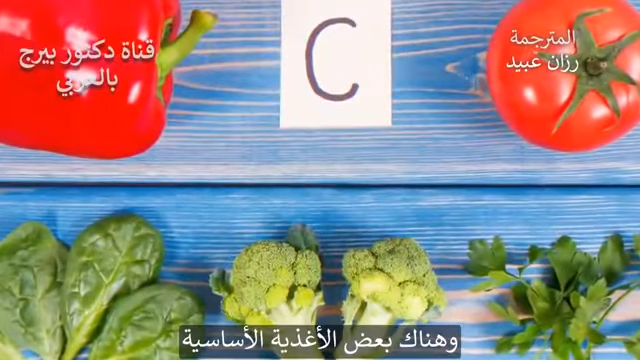 المترجمة
رزان عبيد
قناة دكتور بيرج
بالعربي
C
وهناك بعض الأغذية الأساسية